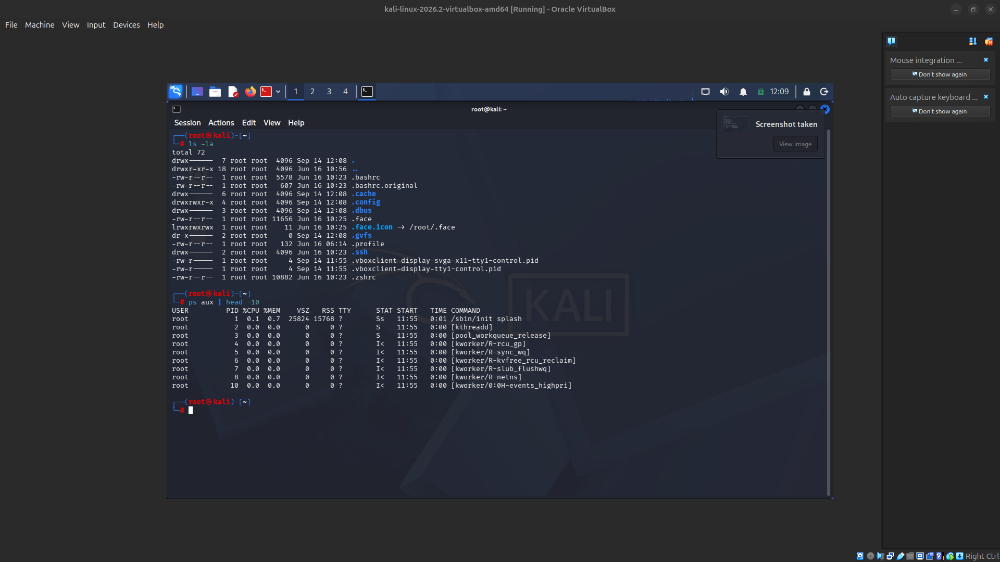 kali-linux-2026.2-virtualbox-amd64 [Running] - Oracle VirtualBox
File Machine View Input Devices Help
Mouse integration ...
Don't show again
Auto capture keyboard ...
Don't show again
1 2 3 4
12:09
root@kali: ~
Session Actions Edit View Help
Screenshot taken
View image
┌──(root㉿kali)-[~]
└─# ls -la
total 72
drwx------  7 root root  4096 Sep 14 12:08 .
drwxr-xr-x 18 root root  4096 Jun 16 10:56 ..
-rw-r--r--  1 root root  5578 Jun 16 10:23 .bashrc
-rw-r--r--  1 root root   607 Jun 16 10:23 .bashrc.original
drwx------  6 root root  4096 Sep 14 12:08 .cache
drwxrwxr-x  4 root root  4096 Sep 14 12:08 .config
drwx------  3 root root  4096 Sep 14 12:08 .dbus
-rw-r--r--  1 root root 11656 Jun 16 10:25 .face
lrwxrwxrwx  1 root root    11 Jun 16 10:25 .face.icon -> /root/.face
dr-x------  2 root root     0 Sep 14 12:08 .gvfs
-rw-r--r--  1 root root   132 Jun 16 06:14 .profile
drwx------  2 root root  4096 Jun 16 10:23 .ssh
-rw-r-----  1 root root     4 Sep 14 11:55 .vboxclient-display-svga-x11-tty1-control.pid
-rw-r-----  1 root root     4 Sep 14 11:55 .vboxclient-display-tty1-control.pid
-rw-r--r--  1 root root 10882 Jun 16 10:23 .zshrc
┌──(root㉿kali)-[~]
└─# ps aux | head -10
USER         PID %CPU %MEM    VSZ   RSS TTY      STAT START   TIME COMMAND
root           1  0.1  0.7  25824 15768 ?        Ss   11:55   0:01 /sbin/init splash
root           2  0.0  0.0      0     0 ?        S    11:55   0:00 [kthreadd]
root           3  0.0  0.0      0     0 ?        S    11:55   0:00 [pool_workqueue_release]
root           4  0.0  0.0      0     0 ?        I<   11:55   0:00 [kworker/R-rcu_gp]
root           5  0.0  0.0      0     0 ?        I<   11:55   0:00 [kworker/R-sync_wq]
root           6  0.0  0.0      0     0 ?        I<   11:55   0:00 [kworker/R-kvfree_rcu_reclaim]
root           7  0.0  0.0      0     0 ?        I<   11:55   0:00 [kworker/R-slub_flushwq]
root           8  0.0  0.0      0     0 ?        I<   11:55   0:00 [kworker/R-netns]
root          10  0.0  0.0      0     0 ?        I<   11:55   0:00 [kworker/0:0H-events_highpri]
┌──(root㉿kali)-[~]
└─#
KALI
Right Ctrl